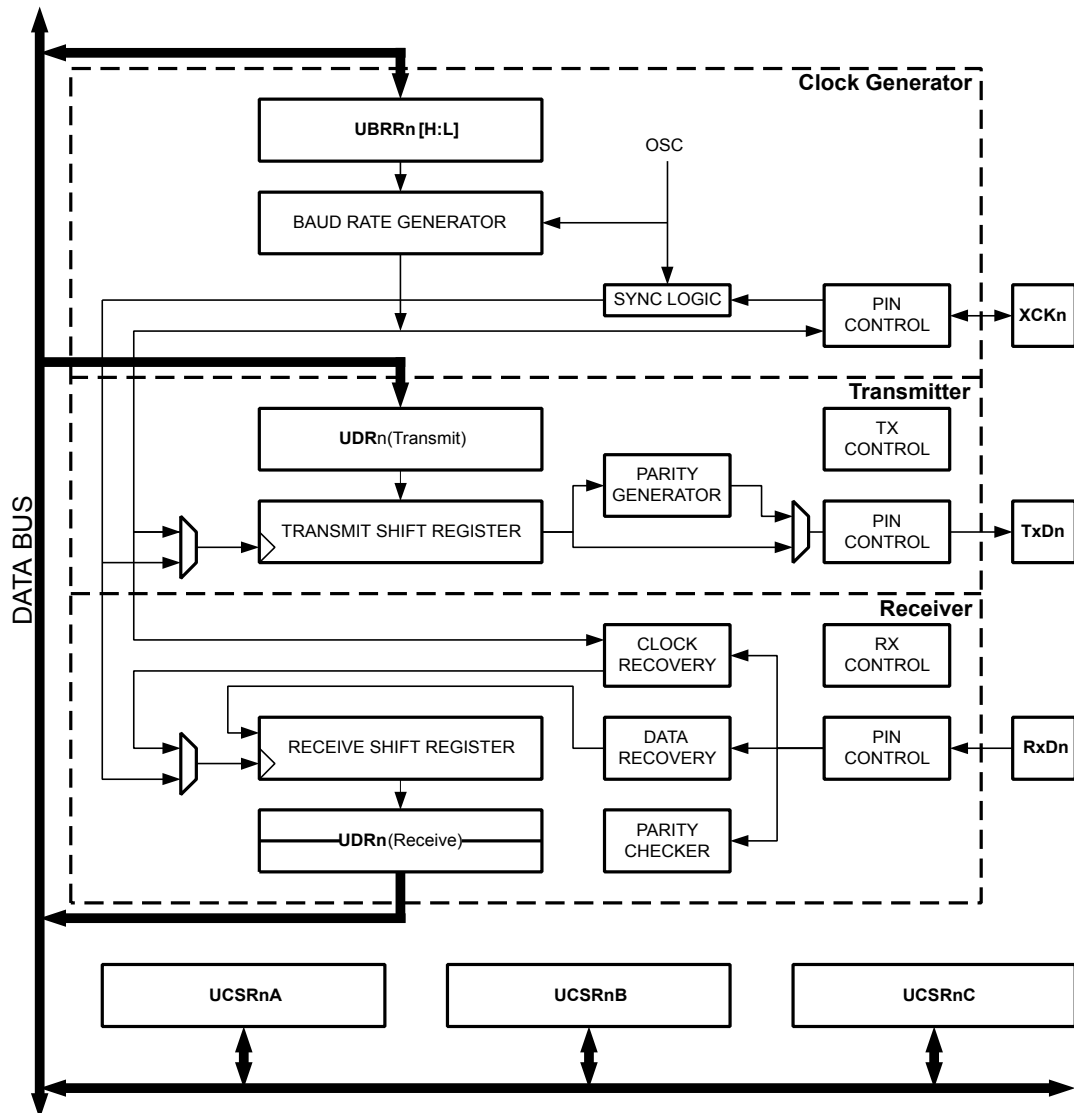 Clock Generator
UBRRn [H:L]
OSC
BAUD RATE GENERATOR
SYNC LOGIC
PIN
CONTROL
XCKn
Transmitter
UDRn(Transmit)
TX
CONTROL
PARITY
GENERATOR
TRANSMIT SHIFT REGISTER
PIN
CONTROL
TxDn
DATA BUS
Receiver
CLOCK
RECOVERY
RX
CONTROL
RECEIVE SHIFT REGISTER
DATA
RECOVERY
PIN
CONTROL
RxDn
UDRn(Receive)
PARITY
CHECKER
UCSRnA
UCSRnB
UCSRnC